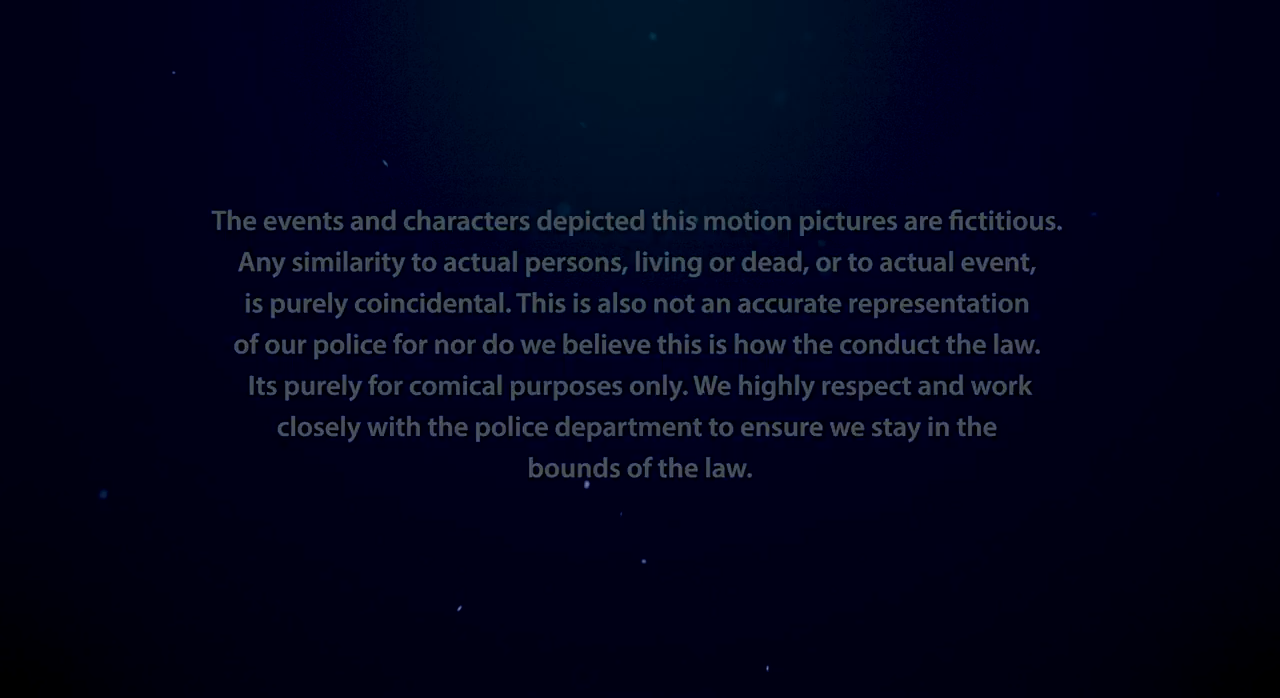 The events and characters depicted this motion pictures are fictitious.
Any similarity to actual persons, living or dead, or to actual event,
is purely coincidental. This is also not an accurate representation
of our police for nor do we believe this is how the conduct the law.
Its purely for comical purposes only. We highly respect and work
closely with the police department to ensure we stay in the
bounds of the law.